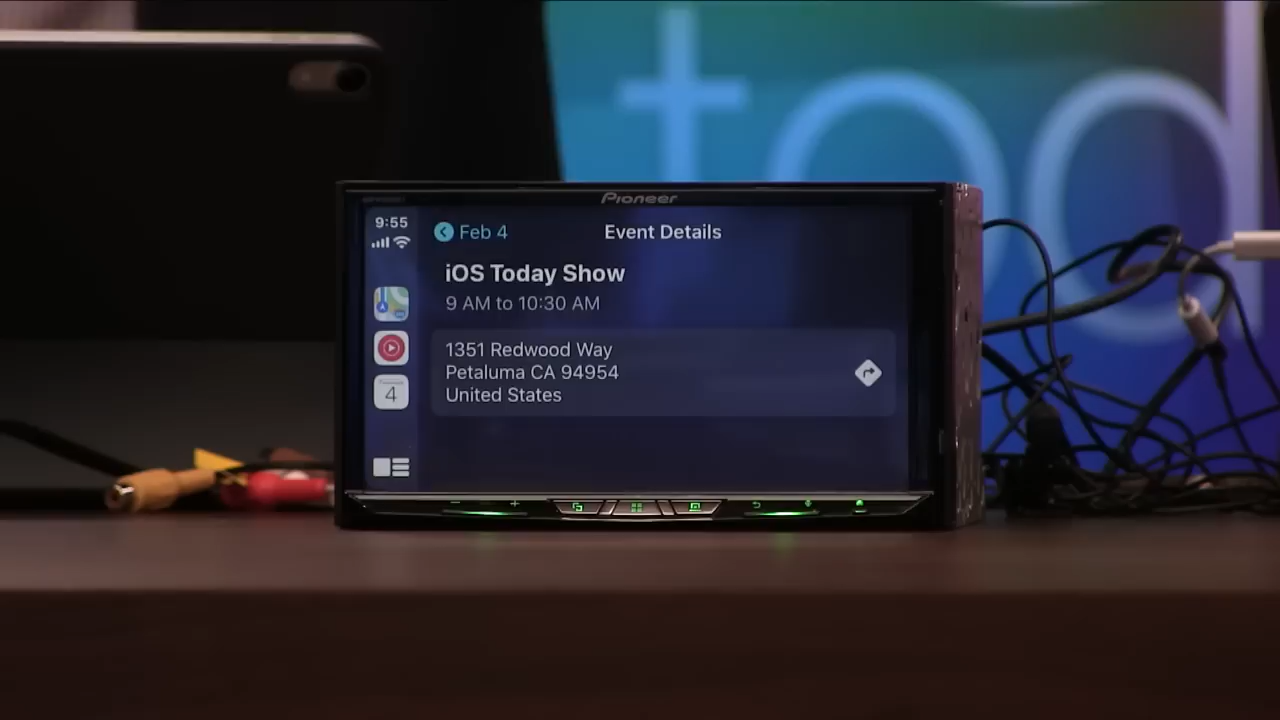 tod
Pioneer
9:55
Feb 4
Event Details
iOS Today Show
9 AM to 10:30 AM
1351 Redwood Way
Petaluma CA 94954
United States
4